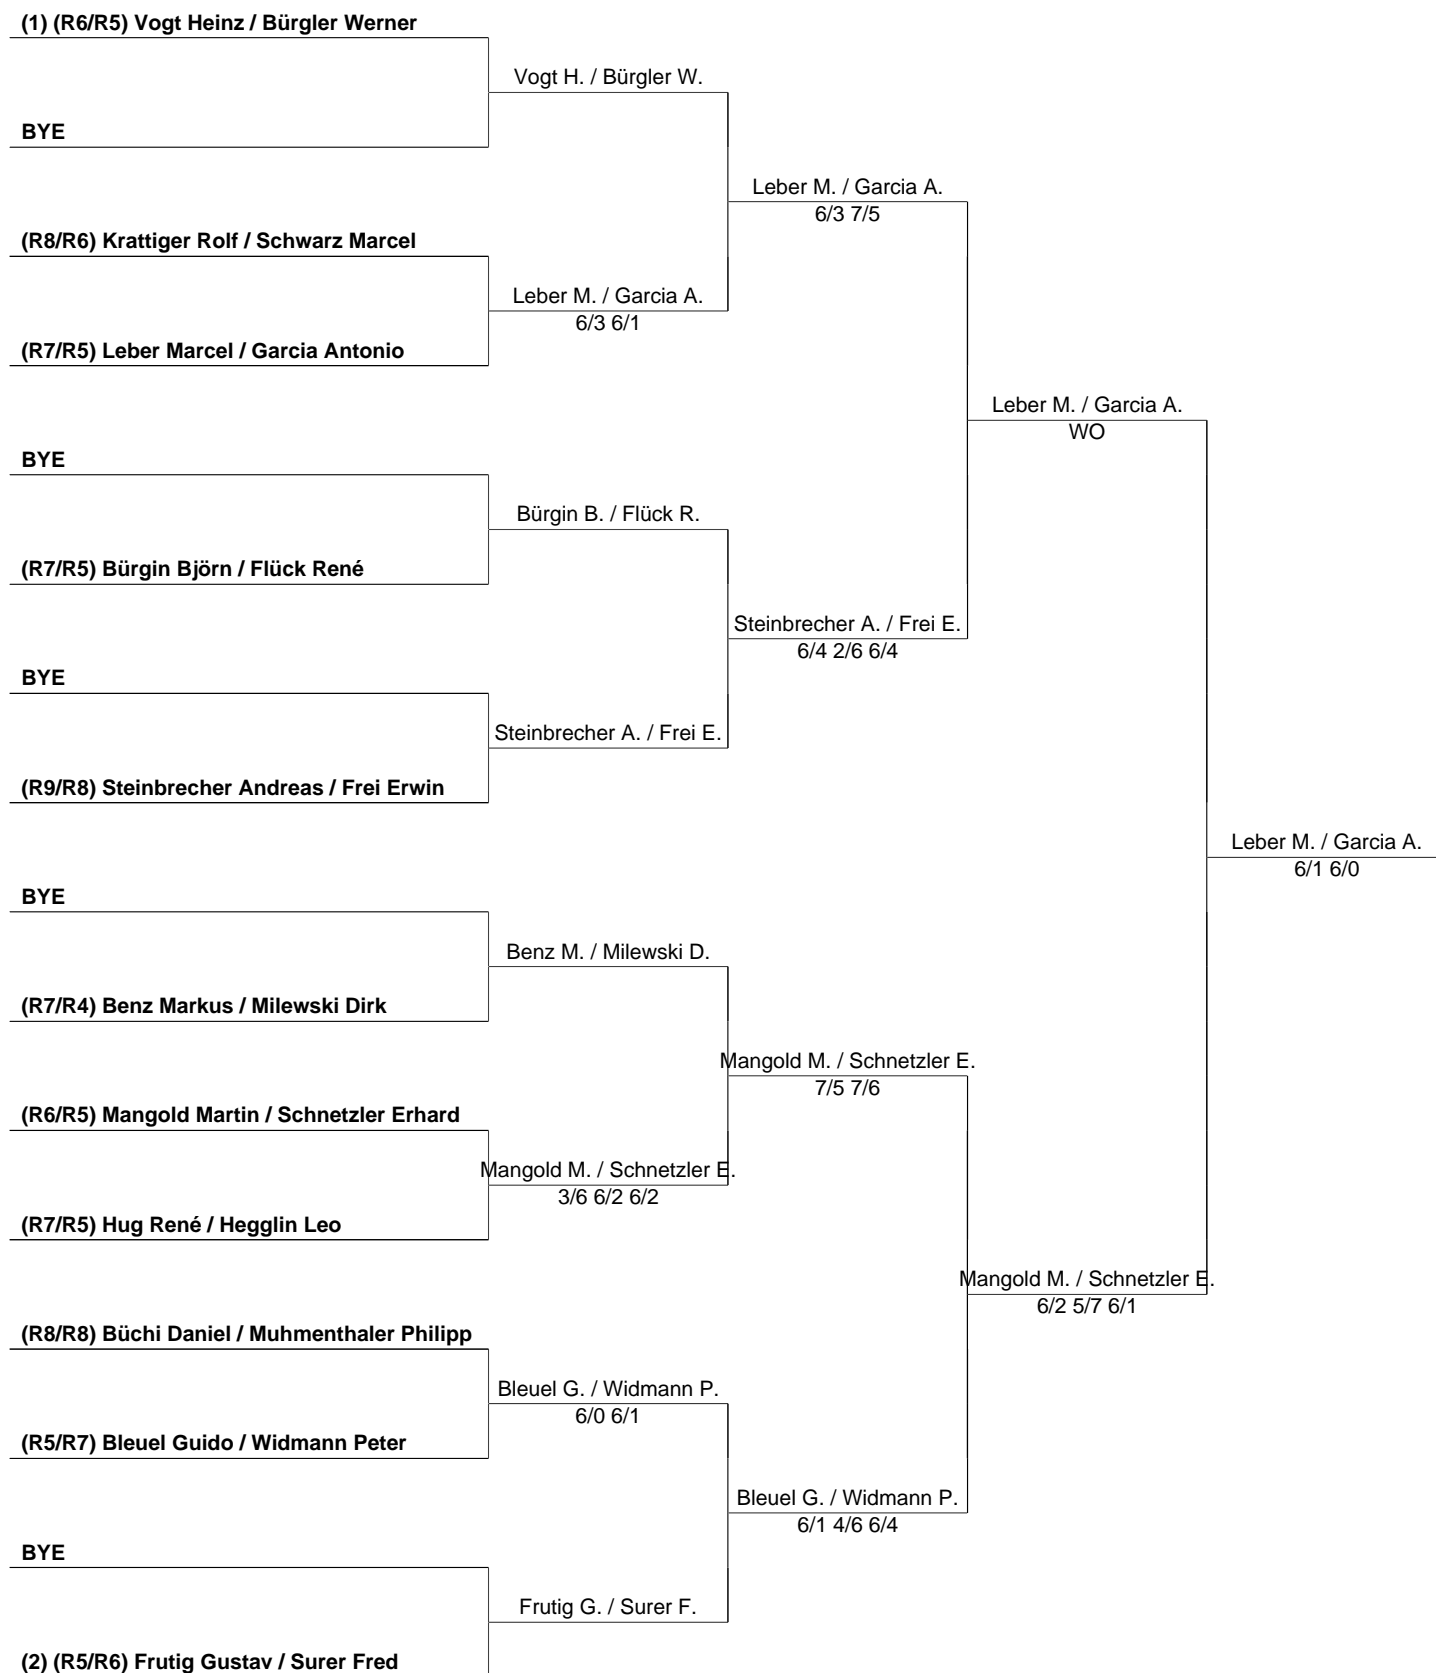 (1) (R6/R5) Vogt Heinz / Bürgler Werner
Vogt H. / Bürgler W.
BYE
Leber M. / Garcia A.
6/3 7/5
(R8/R6) Krattiger Rolf / Schwarz Marcel
Leber M. / Garcia A.
6/3 6/1
(R7/R5) Leber Marcel / Garcia Antonio
Leber M. / Garcia A.
WO
BYE
Bürgin B. / Flück R.
(R7/R5) Bürgin Björn / Flück René
Steinbrecher A. / Frei E.
6/4 2/6 6/4
BYE
Steinbrecher A. / Frei E.
(R9/R8) Steinbrecher Andreas / Frei Erwin
Leber M. / Garcia A.
6/1 6/0
BYE
Benz M. / Milewski D.
(R7/R4) Benz Markus / Milewski Dirk
Mangold M. / Schnetzler E.
7/5 7/6
(R6/R5) Mangold Martin / Schnetzler Erhard
Mangold M. / Schnetzler E.
3/6 6/2 6/2
(R7/R5) Hug René / Hegglin Leo
Mangold M. / Schnetzler E.
6/2 5/7 6/1
(R8/R8) Büchi Daniel / Muhmenthaler Philipp
Bleuel G. / Widmann P.
6/0 6/1
(R5/R7) Bleuel Guido / Widmann Peter
Bleuel G. / Widmann P.
6/1 4/6 6/4
BYE
Frutig G. / Surer F.
(2) (R5/R6) Frutig Gustav / Surer Fred